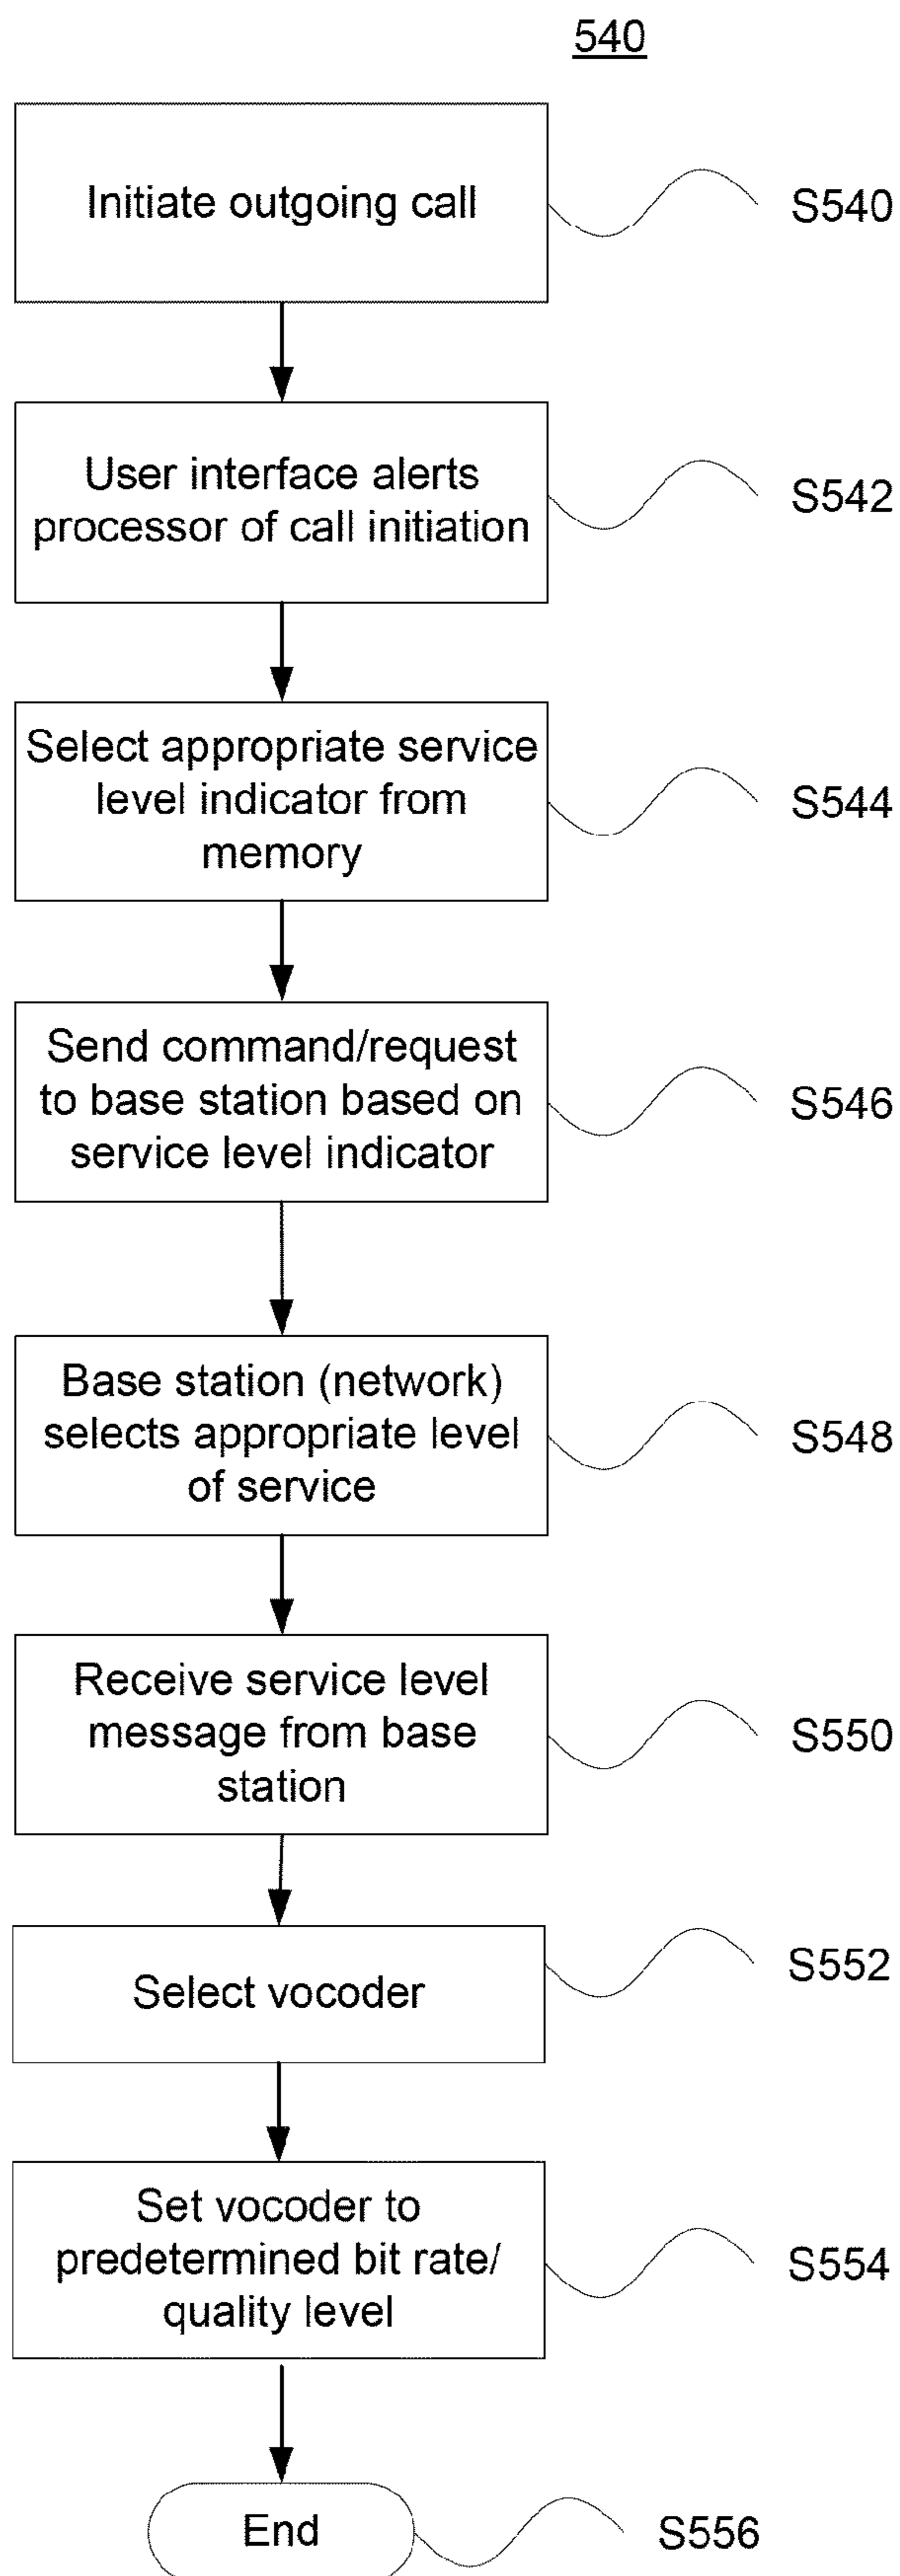 540
Initiate outgoing call
S540
User interface alerts
processor of call initiation
S542
Select appropriate service
level indicator from
memory
S544
Send command/request
to base station based on
service level indicator
S546
Base station (network)
selects appropriate level
of service
S548
Receive service level
message from base
station
S550
Select vocoder
S552
Set vocoder to
predetermined bit rate/
quality level
S554
End
S556